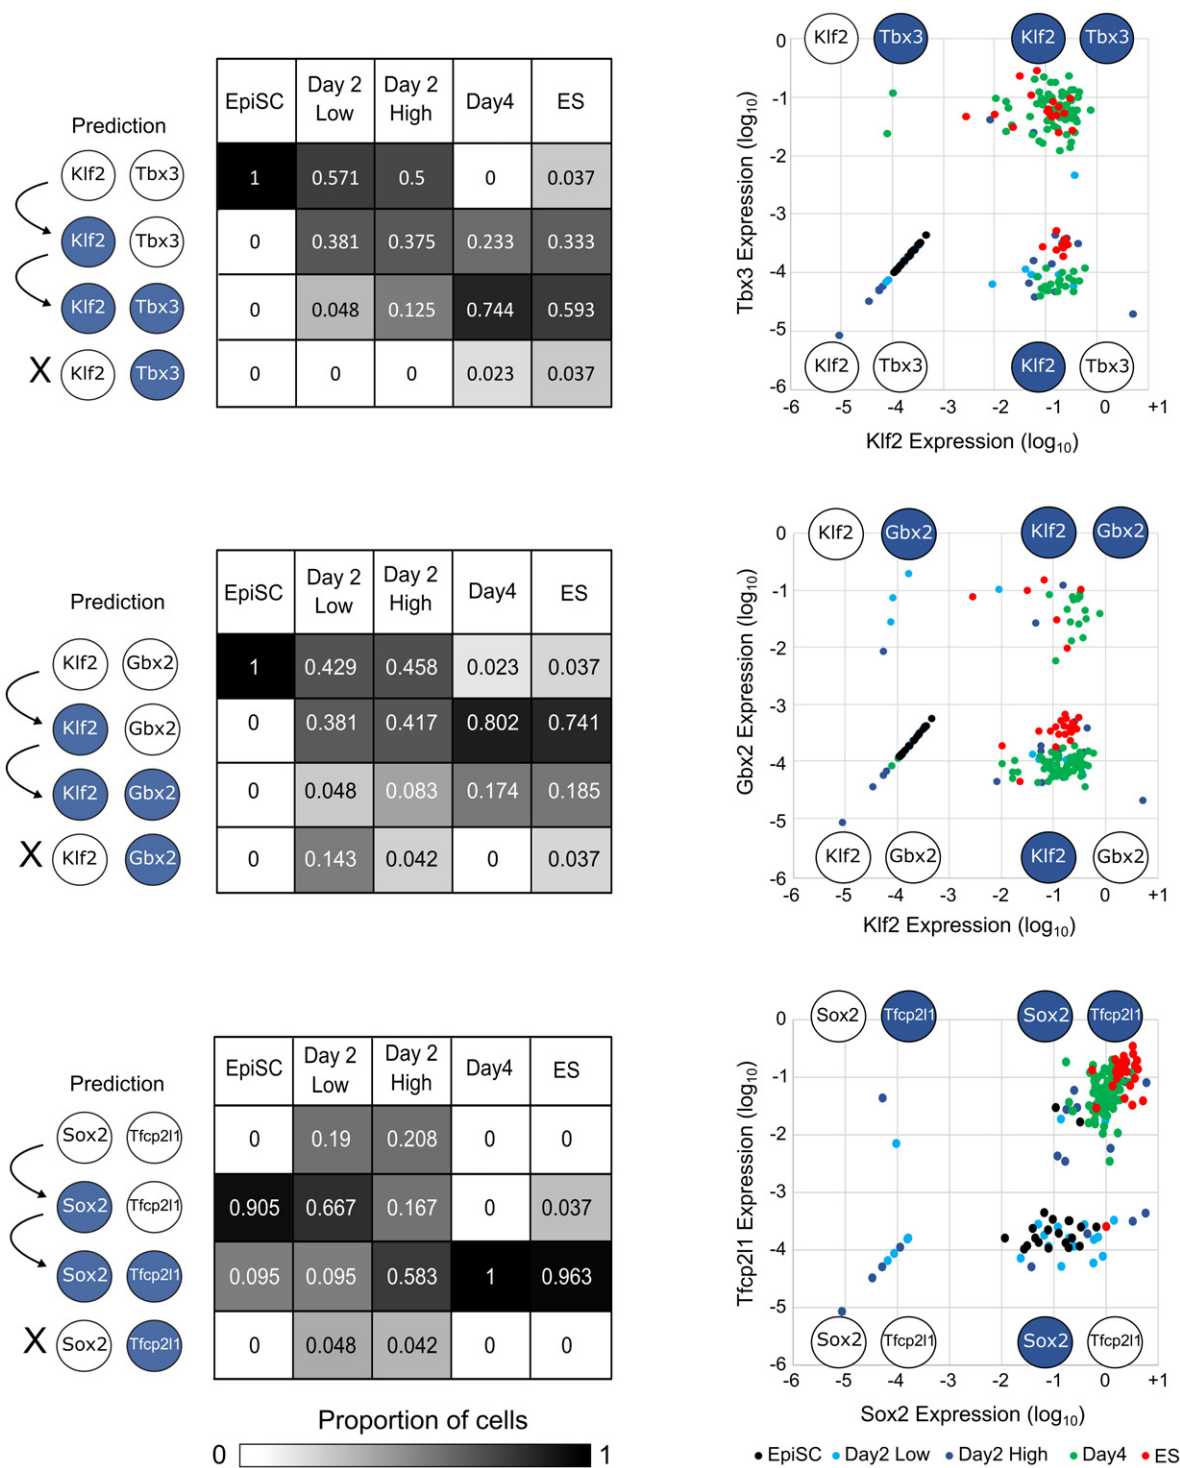 Prediction
EpiSC Day 2 Low Day 2 High Day4 ES
Klf2 Tbx3 1 0.571 0.5 0 0.037
Klf2 Tbx3 0 0.381 0.375 0.233 0.333
Klf2 Tbx3 0 0.048 0.125 0.744 0.593
X Klf2 Tbx3 0 0 0 0.023 0.037
Klf2 Tbx3 Klf2 Tbx3
0
-1
-2
-3
-4
-5
-6
Tbx3 Expression (log10)
Klf2 Tbx3 Klf2 Tbx3
-6 -5 -4 -3 -2 -1 0 +1
Klf2 Expression (log10)
Prediction
EpiSC Day 2 Low Day 2 High Day4 ES
Klf2 Gbx2 1 0.429 0.458 0.023 0.037
Klf2 Gbx2 0 0.381 0.417 0.802 0.741
Klf2 Gbx2 0 0.048 0.083 0.174 0.185
X Klf2 Gbx2 0 0.143 0.042 0 0.037
Klf2 Gbx2 Klf2 Gbx2
0
-1
-2
-3
-4
-5
-6
Gbx2 Expression (log10)
Klf2 Gbx2 Klf2 Gbx2
-6 -5 -4 -3 -2 -1 0 +1
Klf2 Expression (log10)
Prediction
EpiSC Day 2 Low Day 2 High Day4 ES
Sox2 Tfcp2l1 0 0.19 0.208 0 0
Sox2 Tfcp2l1 0.905 0.667 0.167 0 0.037
Sox2 Tfcp2l1 0.095 0.095 0.583 1 0.963
X Sox2 Tfcp2l1 0 0.048 0.042 0 0
Proportion of cells
0 1
Sox2 Tfcp2l1 Sox2 Tfcp2l1
0
-1
-2
-3
-4
-5
-6
Tfcp2l1 Expression (log10)
Sox2 Tfcp2l1 Sox2 Tfcp2l1
-6 -5 -4 -3 -2 -1 0 +1
Sox2 Expression (log10)
EpiSC Day2 Low Day2 High Day4 ES